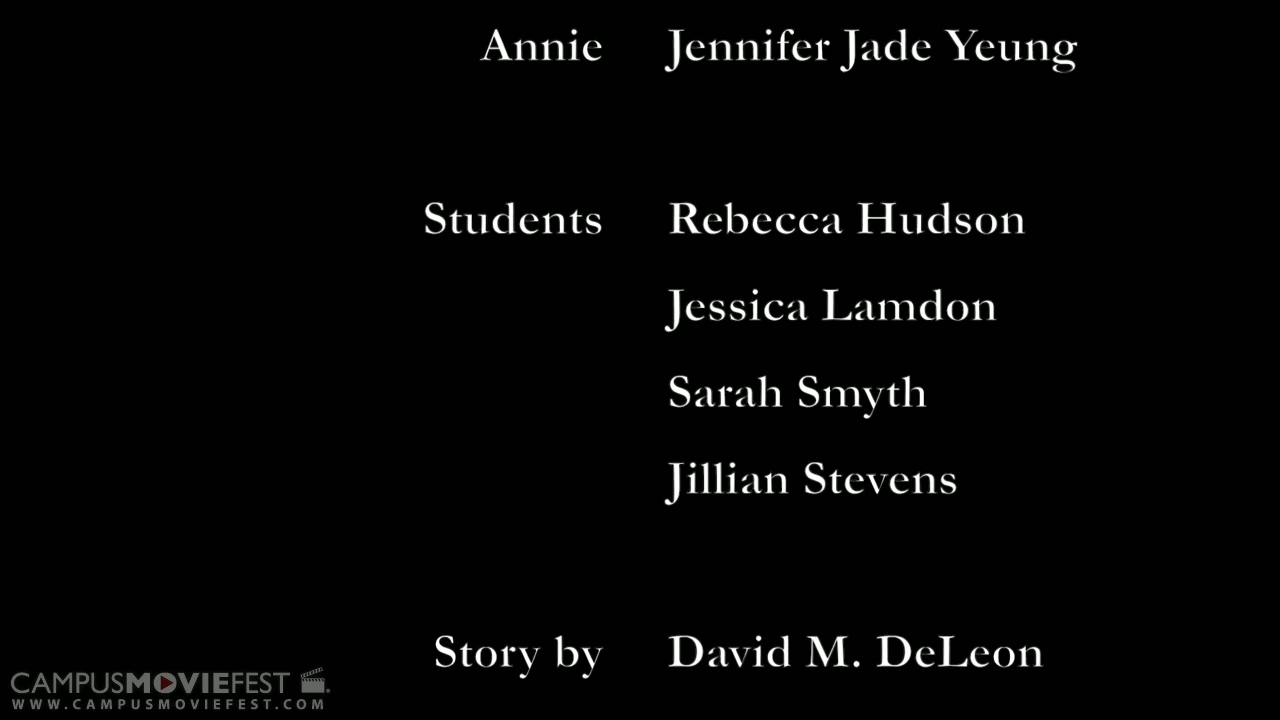 Annie Jennifer Jade Yeung
Students Rebecca Hudson
Jessica Lamdon
Sarah Smyth
Jillian Stevens
Story by David M. DeLeon
CAMPUSMOVIEFEST
WWW.CAMPUSMOVIEFEST.COM